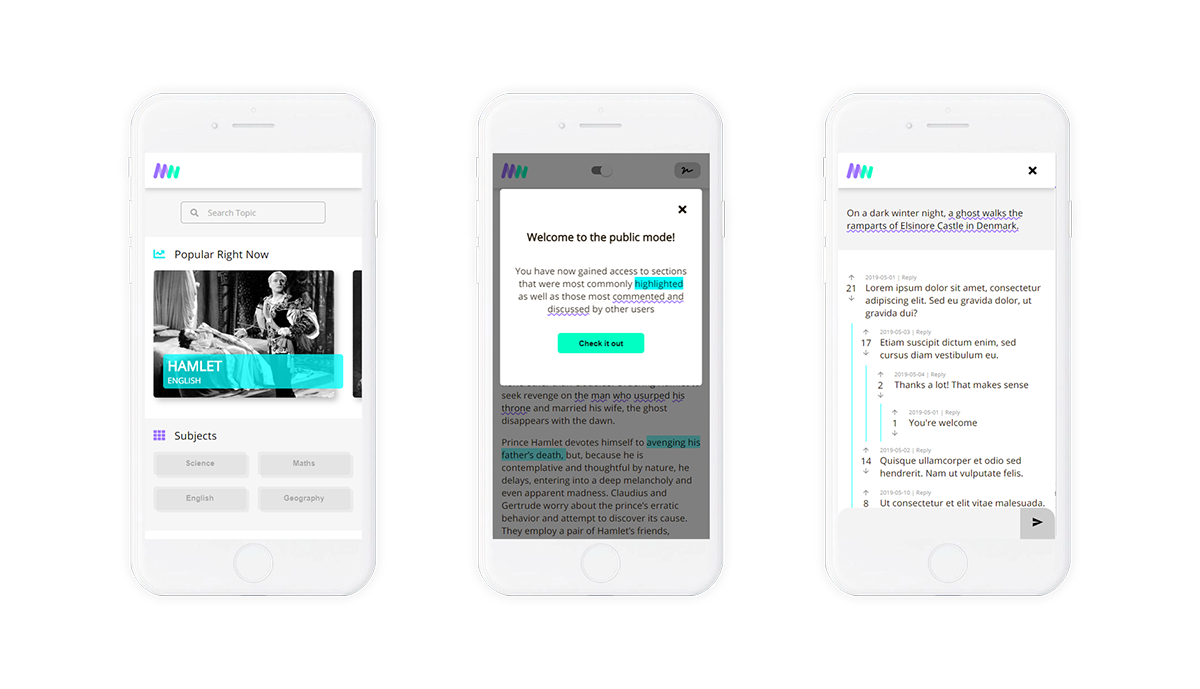 Search Topic
Popular Right Now
HAMLET
ENGLISH
Subjects
Science
Maths
English
Geography
Welcome to the public mode!
You have now gained access to sections
that were most commonly highlighted
as well as those most commented and
discussed by other users
Check it out
seek revenge on the man who usurped his
throne and married his wife, the ghost
disappears with the dawn.
Prince Hamlet devotes himself to avenging his
father's death, but, because he is
contemplative and thoughtful by nature, he
delays, entering into a deep melancholy and
even apparent madness. Claudius and
Gertrude worry about the prince's erratic
behavior and attempt to discover its cause.
They employ a pair of Hamlet's friends,
On a dark winter night, a ghost walks the
ramparts of Elsinore Castle in Denmark.
2019-05-01 | Reply
21 Lorem ipsum dolor sit amet, consectetur
adipiscing elit. Sed eu gravida dolor, ut
gravida dui?
2019-05-03 | Reply
17 Etiam suscipit dictum enim, sed
cursus diam vestibulum eu.
2019-05-04 | Reply
2 Thanks a lot! That makes sense
2019-05-01 | Reply
1 You're welcome
2019-05-02 | Reply
14 Quisque ullamcorper et odio sed
hendrerit. Nam ut vulputate felis.
2019-05-10 | Reply
8 Ut consectetur et elit vitae malesuada.